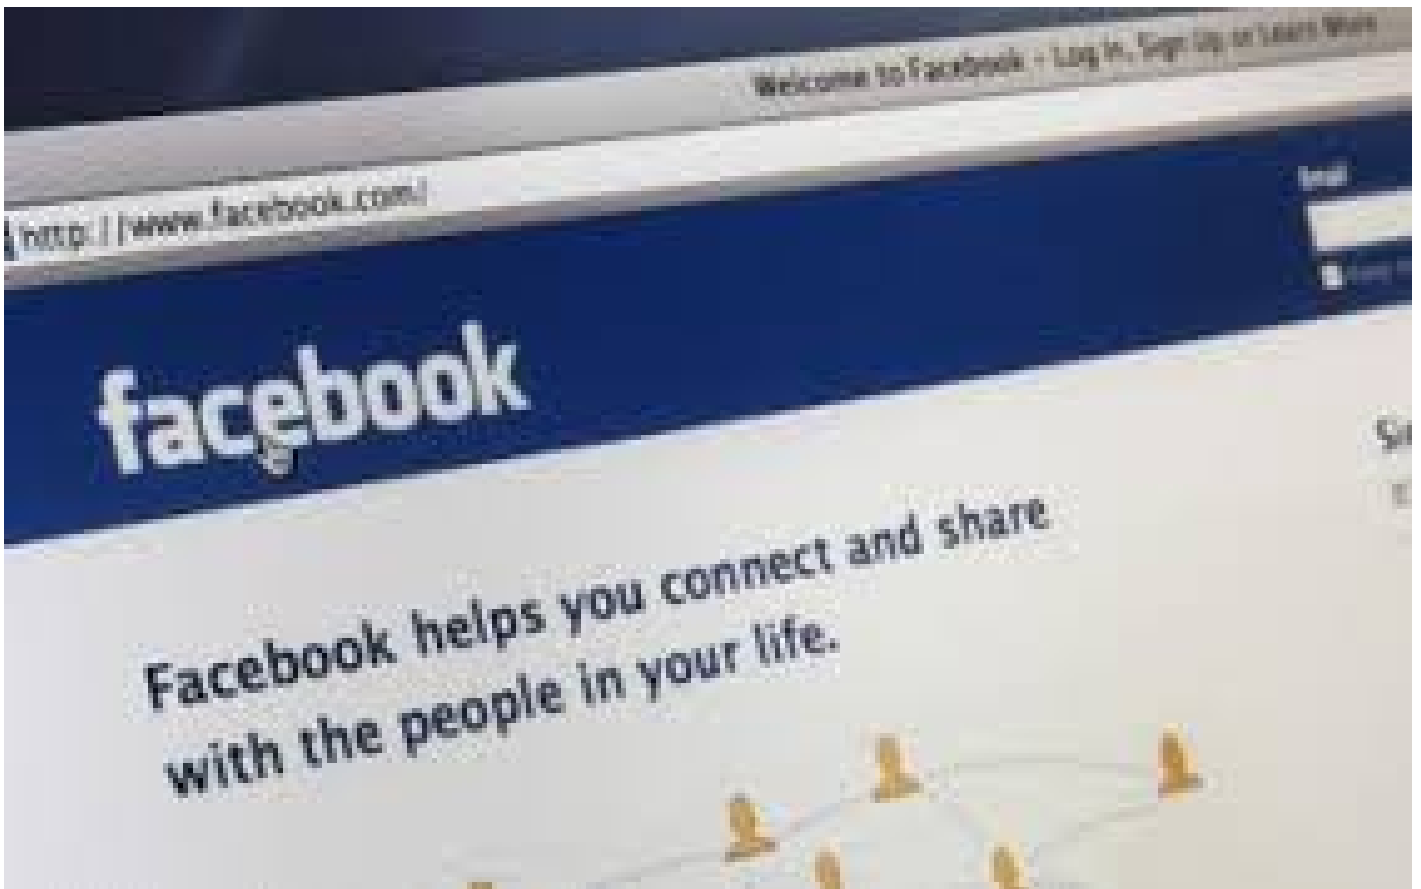 Welcome to Facebook - Log In, Sign Up or Learn More
http://www.facebook.com/
Email
facebook
Facebook helps you connect and share
with the people in your life.